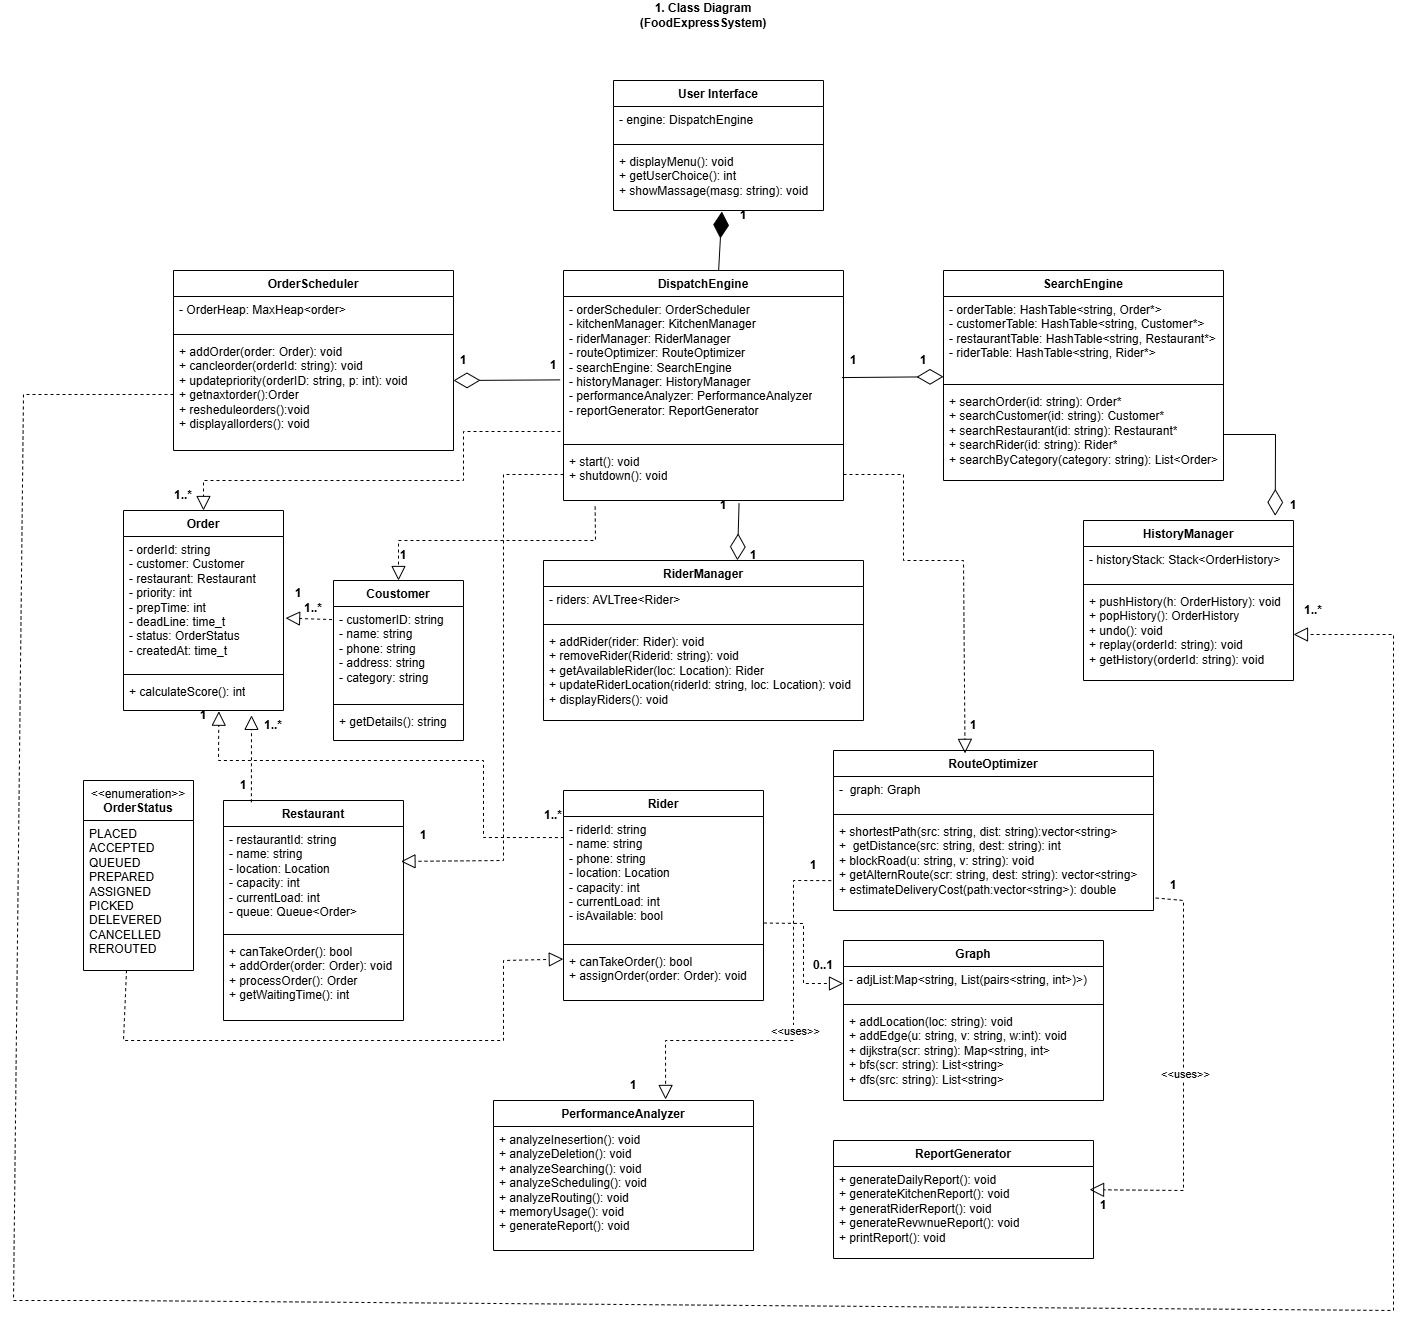 1. Class Diagram
(FoodExpressSystem)
User Interface
- engine: DispatchEngine
+ displayMenu(): void
+ getUserChoice(): int
+ showMassage(masg: string): void
1
OrderScheduler
- OrderHeap: MaxHeap<order>
+ addOrder(order: Order): void
+ cancleorder(orderId: string): void
+ updatepriority(orderID: string, p: int): void
+ getnaxtorder():Order
+ resheduleorders():void
+ displayallorders(): void
1
1
DispatchEngine
- orderScheduler: OrderScheduler
- kitchenManager: KitchenManager
- riderManager: RiderManager
- routeOptimizer: RouteOptimizer
- searchEngine: SearchEngine
- historyManager: HistoryManager
- performanceAnalyzer: PerformanceAnalyzer
- reportGenerator: ReportGenerator
+ start(): void
+ shutdown(): void
1
1
SearchEngine
- orderTable: HashTable<string, Order*>
- customerTable: HashTable<string, Customer*>
- restaurantTable: HashTable<string, Restaurant*>
- riderTable: HashTable<string, Rider*>
+ searchOrder(id: string): Order*
+ searchCustomer(id: string): Customer*
+ searchRestaurant(id: string): Restaurant*
+ searchRider(id: string): Rider*
+ searchByCategory(category: string): List<Order>
1..*
Order
- orderId: string
- customer: Customer
- restaurant: Restaurant
- priority: int
- prepTime: int
- deadLine: time_t
- status: OrderStatus
- createdAt: time_t
+ calculateScore(): int
1
1..*
1
1..*
1
Coustomer
- customerID: string
- name: string
- phone: string
- address: string
- category: string
+ getDetails(): string
1
1
RiderManager
- riders: AVLTree<Rider>
+ addRider(rider: Rider): void
+ removeRider(Riderid: string): void
+ getAvailableRider(loc: Location): Rider
+ updateRiderLocation(riderId: string, loc: Location): void
+ displayRiders(): void
1
HistoryManager
- historyStack: Stack<OrderHistory>
+ pushHistory(h: OrderHistory): void
+ popHistory(): OrderHistory
+ undo(): void
+ replay(orderId: string): void
+ getHistory(orderId: string): void
1..*
<<enumeration>>
OrderStatus
PLACED
ACCEPTED
QUEUED
PREPARED
ASSIGNED
PICKED
DELEVERED
CANCELLED
REROUTED
1
Restaurant
- restaurantId: string
- name: string
- location: Location
- capacity: int
- currentLoad: int
- queue: Queue<Order>
+ canTakeOrder(): bool
+ addOrder(order: Order): void
+ processOrder(): Order
+ getWaitingTime(): int
1
1..*
Rider
- riderId: string
- name: string
- phone: string
- location: Location
- capacity: int
- currentLoad: int
- isAvailable: bool
+ canTakeOrder(): bool
+ assignOrder(order: Order): void
1
RouteOptimizer
- graph: Graph
+ shortestPath(src: string, dist: string):vector<string>
+ getDistance(src: string, dest: string): int
+ blockRoad(u: string, v: string): void
+ getAlternRoute(scr: string, dest: string): vector<string>
+ estimateDeliveryCost(path:vector<string>): double
1
1
0..1
Graph
- adjList:Map<string, List(pairs<string, int>)>)
+ addLocation(loc: string): void
+ addEdge(u: string, v: string, w:int): void
+ dijkstra(scr: string): Map<string, int>
+ bfs(scr: string): List<string>
+ dfs(src: string): List<string>
<<uses>>
<<uses>>
1
PerformanceAnalyzer
+ analyzeInesertion(): void
+ analyzeDeletion(): void
+ analyzeSearching(): void
+ analyzeScheduling(): void
+ analyzeRouting(): void
+ memoryUsage(): void
+ generateReport(): void
ReportGenerator
+ generateDailyReport(): void
+ generateKitchenReport(): void
+ generatRiderReport(): void
+ generateRevwnueReport(): void
+ printReport(): void
1